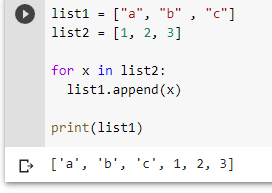 list1 = ["a", "b" , "c"]
list2 = [1, 2, 3]
for x in list2:
  list1.append(x)
print(list1)
['a', 'b', 'c', 1, 2, 3]